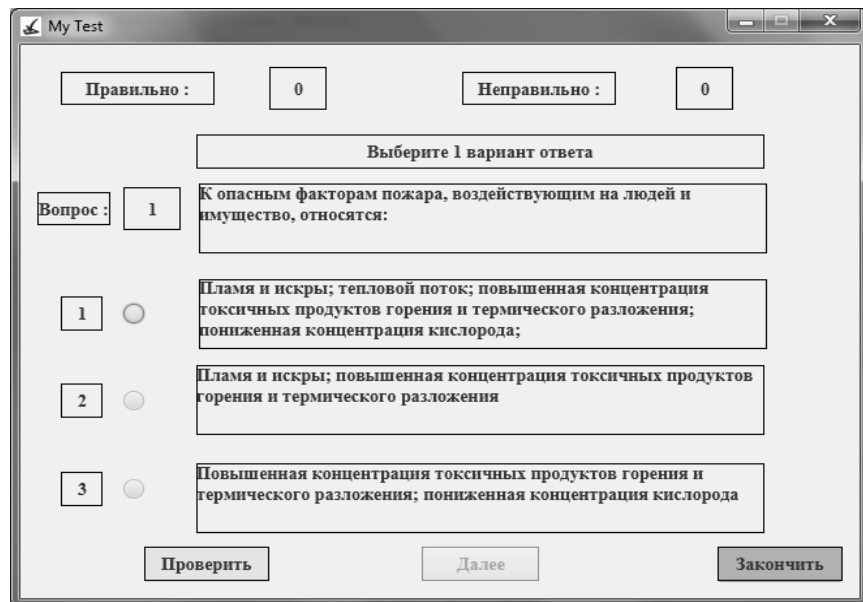 My Test
Правильно :
0
Неправильно :
0
Выберите 1 вариант ответа
Вопрос :
1
К опасным факторам пожара, воздействующим на людей и
имущество, относятся:
1
Пламя и искры; тепловой поток; повышенная концентрация
токсичных продуктов горения и термического разложения;
пониженная концентрация кислорода;
2
Пламя и искры; повышенная концентрация токсичных продуктов
горения и термического разложения
3
Повышенная концентрация токсичных продуктов горения и
термического разложения; пониженная концентрация кислорода
Проверить
Далее
Закончить